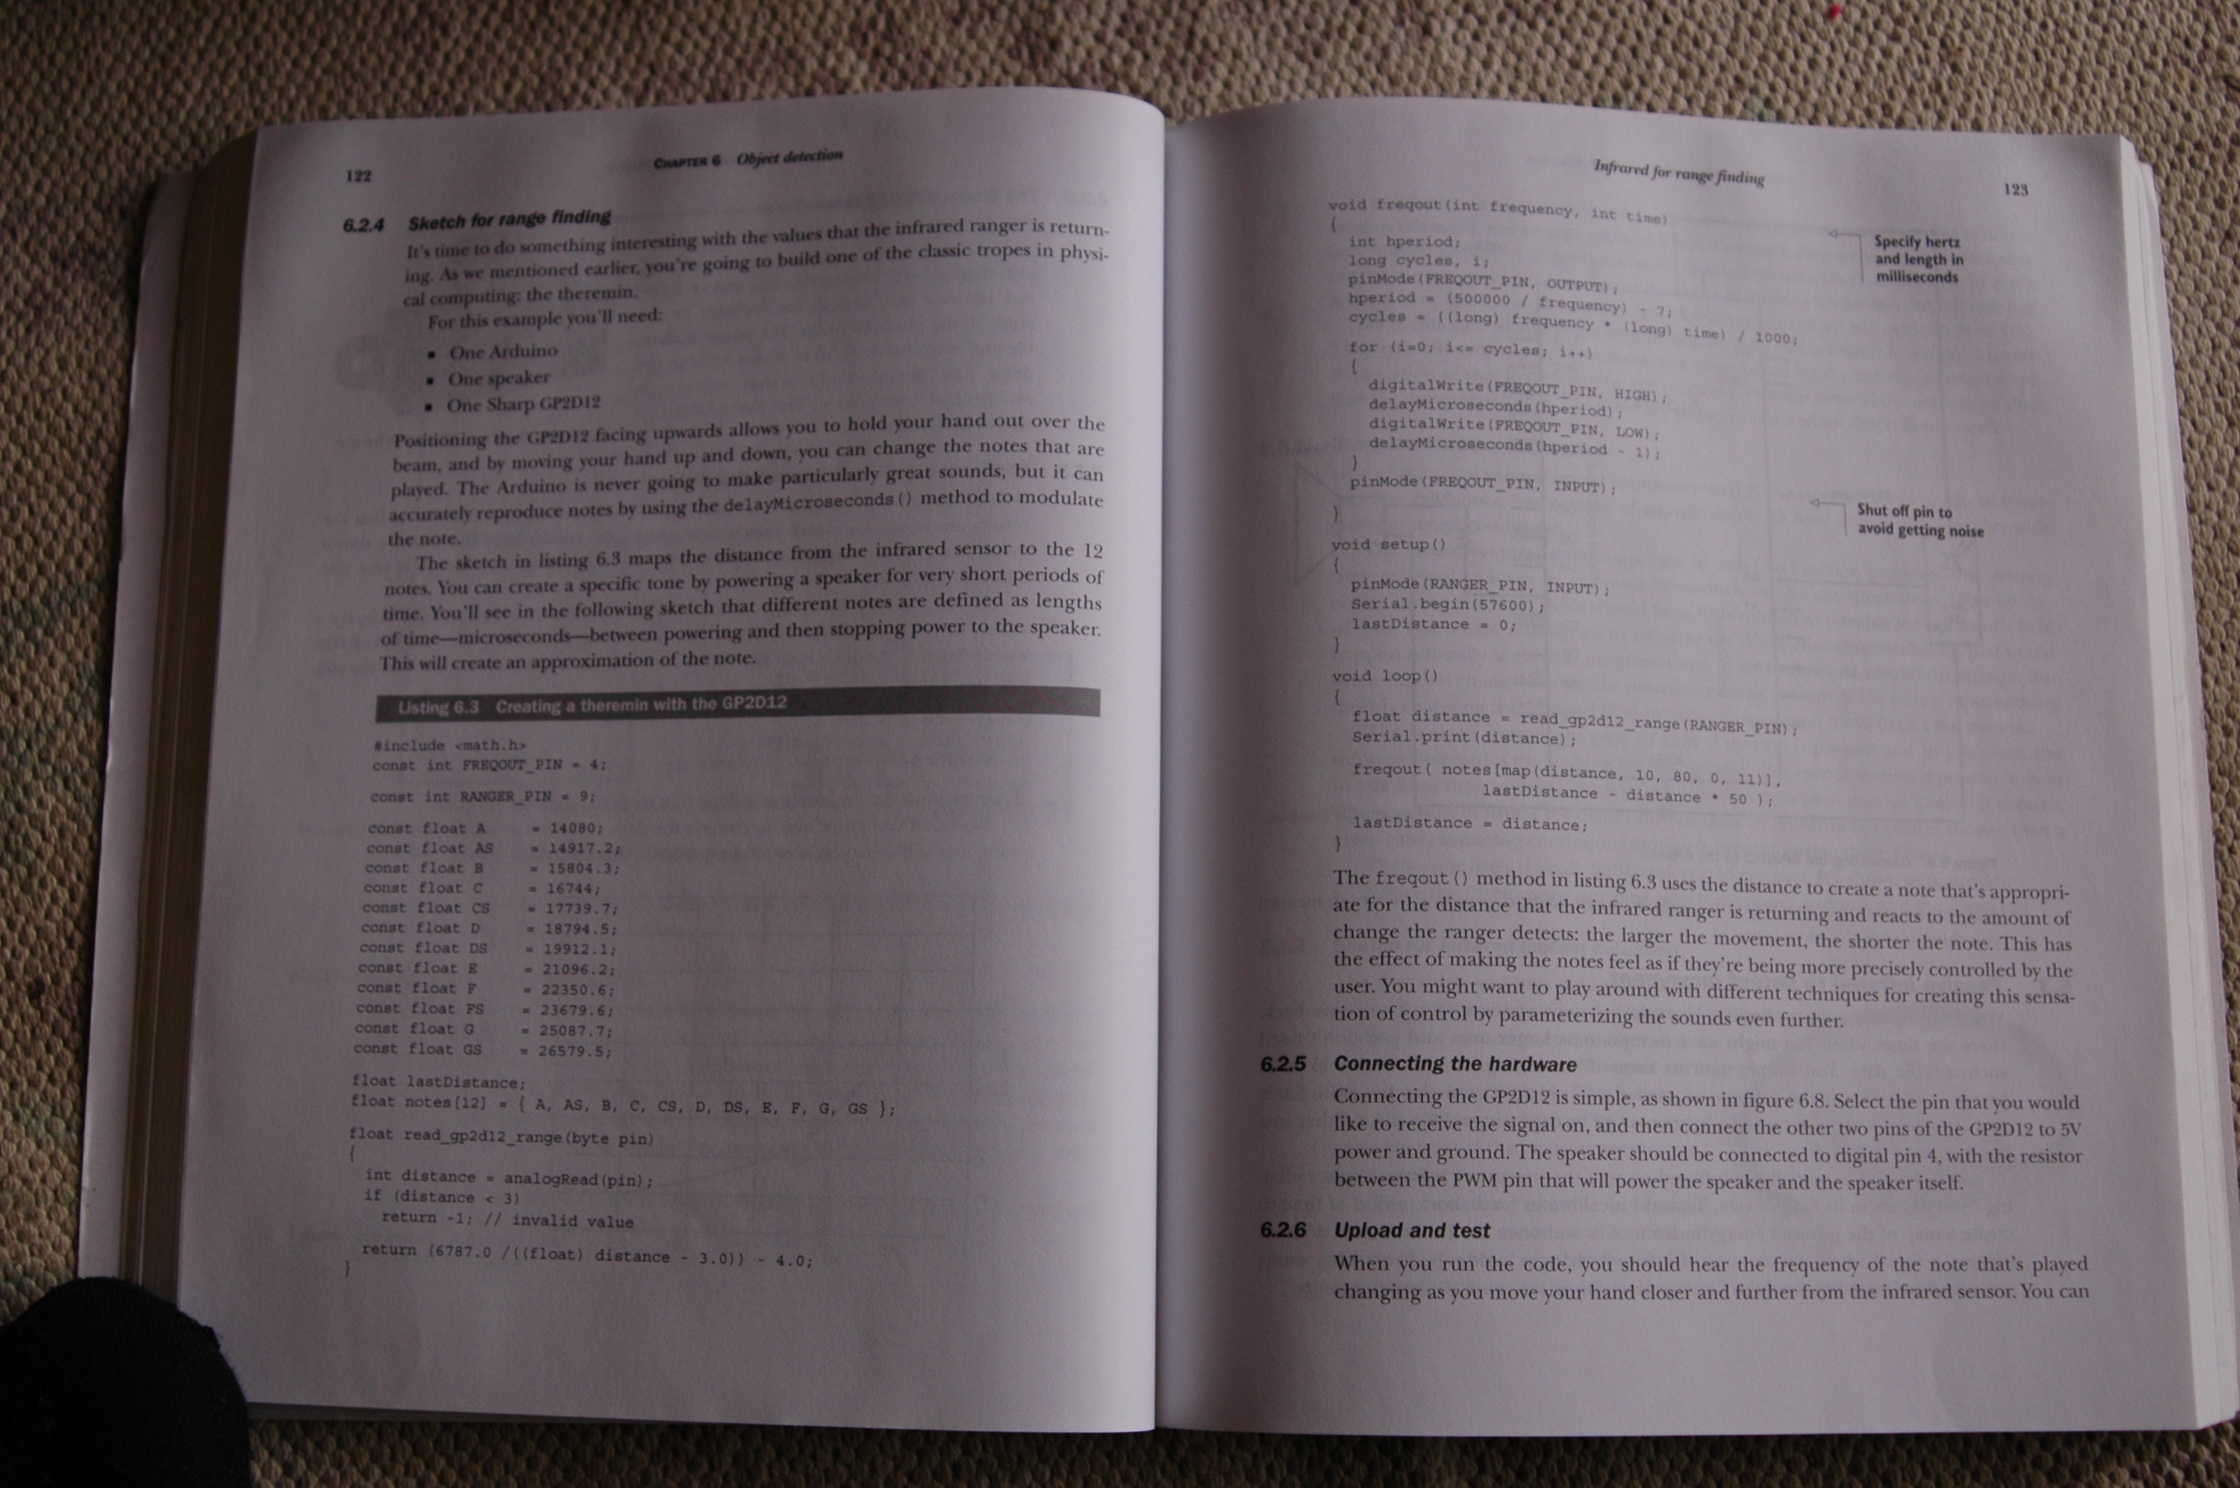 122
CHAPTER 6 Object detection
6.2.4 Sketch for range finding
It's time to do something interesting with the values that the infrared ranger is return-
ing. As we mentioned earlier, you're going to build one of the classic tropes in physi-
cal computing: the theremin.
For this example you'll need:
▪ One Arduino
▪ One speaker
▪ One Sharp GP2D12
Positioning the GP2D12 facing upwards allows you to hold your hand out over the
beam, and by moving your hand up and down, you can change the notes that are
played. The Arduino is never going to make particularly great sounds, but it can
accurately reproduce notes by using the delayMicroseconds() method to modulate
the note.
The sketch in listing 6.3 maps the distance from the infrared sensor to the 12
notes. You can create a specific tone by powering a speaker for very short periods of
time. You'll see in the following sketch that different notes are defined as lengths
of time—microseconds—between powering and then stopping power to the speaker.
This will create an approximation of the note.
Listing 6.3 Creating a theremin with the GP2D12
#include <math.h>
const int FREQOUT_PIN = 4;
const int RANGER_PIN = 9;
const float A = 14080;
const float AS = 14917.2;
const float B = 15804.3;
const float C = 16744;
const float CS = 17739.7;
const float D = 18794.5;
const float DS = 19912.1;
const float E = 21096.2;
const float F = 22350.6;
const float FS = 23679.6;
const float G = 25087.7;
const float GS = 26579.5;
float lastDistance;
float notes[12] = { A, AS, B, C, CS, D, DS, E, F, G, GS };
float read_gp2d12_range(byte pin)
{
int distance = analogRead(pin);
if (distance < 3)
return -1; // invalid value
return (6787.0 /((float) distance - 3.0)) - 4.0;
}
Infrared for range finding
123
void freqout(int frequency, int time)
{
int hperiod;
long cycles, i;
pinMode(FREQOUT_PIN, OUTPUT);
hperiod = (500000 / frequency) - 7;
cycles = ((long) frequency * (long) time) / 1000;
for (i=0; i<= cycles; i++)
{
digitalWrite(FREQOUT_PIN, HIGH);
delayMicroseconds(hperiod);
digitalWrite(FREQOUT_PIN, LOW);
delayMicroseconds(hperiod - 1);
}
pinMode(FREQOUT_PIN, INPUT);
}
Specify hertz
and length in
milliseconds
Shut off pin to
avoid getting noise
void setup()
{
pinMode(RANGER_PIN, INPUT);
Serial.begin(57600);
lastDistance = 0;
}
void loop()
{
float distance = read_gp2d12_range(RANGER_PIN);
Serial.print(distance);
freqout( notes[map(distance, 10, 80, 0, 11)],
lastDistance - distance * 50 );
lastDistance = distance;
}
The freqout() method in listing 6.3 uses the distance to create a note that's appropri-
ate for the distance that the infrared ranger is returning and reacts to the amount of
change the ranger detects: the larger the movement, the shorter the note. This has
the effect of making the notes feel as if they're being more precisely controlled by the
user. You might want to play around with different techniques for creating this sensa-
tion of control by parameterizing the sounds even further.
6.2.5 Connecting the hardware
Connecting the GP2D12 is simple, as shown in figure 6.8. Select the pin that you would
like to receive the signal on, and then connect the other two pins of the GP2D12 to 5V
power and ground. The speaker should be connected to digital pin 4, with the resistor
between the PWM pin that will power the speaker and the speaker itself.
6.2.6 Upload and test
When you run the code, you should hear the frequency of the note that's played
changing as you move your hand closer and further from the infrared sensor. You can